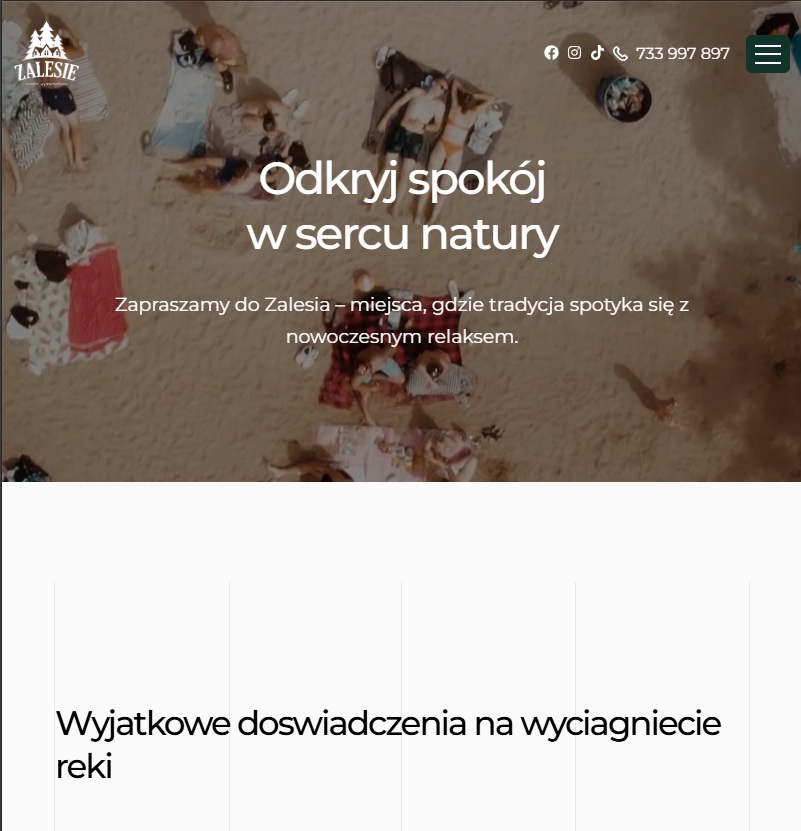 ZALESIE
733 997 897
Odkryj spokój
w sercu natury
Zapraszamy do Zalesia – miejsca, gdzie tradycja spotyka się z
nowoczesnym relaksem.
Wyjatkowe doswiadczenia na wyciagniecie
reki